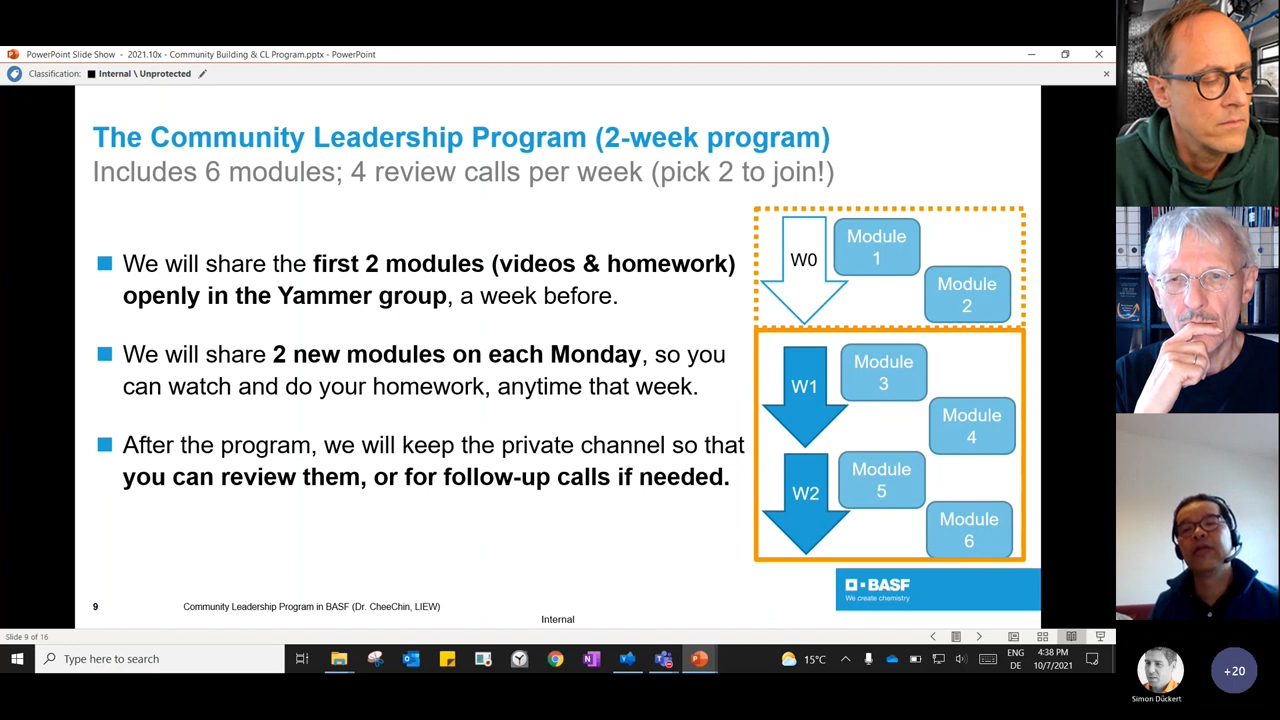 PowerPoint Slide Show - 2021.10x - Community Building & CL Program.pptx - PowerPoint
Classification: Internal \ Unprotected
The Community Leadership Program (2-week program)
Includes 6 modules; 4 review calls per week (pick 2 to join!)
We will share the first 2 modules (videos & homework)
openly in the Yammer group, a week before.
We will share 2 new modules on each Monday, so you
can watch and do your homework, anytime that week.
After the program, we will keep the private channel so that
you can review them, or for follow-up calls if needed.
W0
Module
1
Module
2
W1
Module
3
Module
4
W2
Module
5
Module
6
BASF
We create chemistry
9
Community Leadership Program in BASF (Dr. CheeChin, LIEW)
Internal
Slide 9 of 16
Type here to search
15°C
ENG
DE
4:38 PM
10/7/2021
Simon Dückert
+20